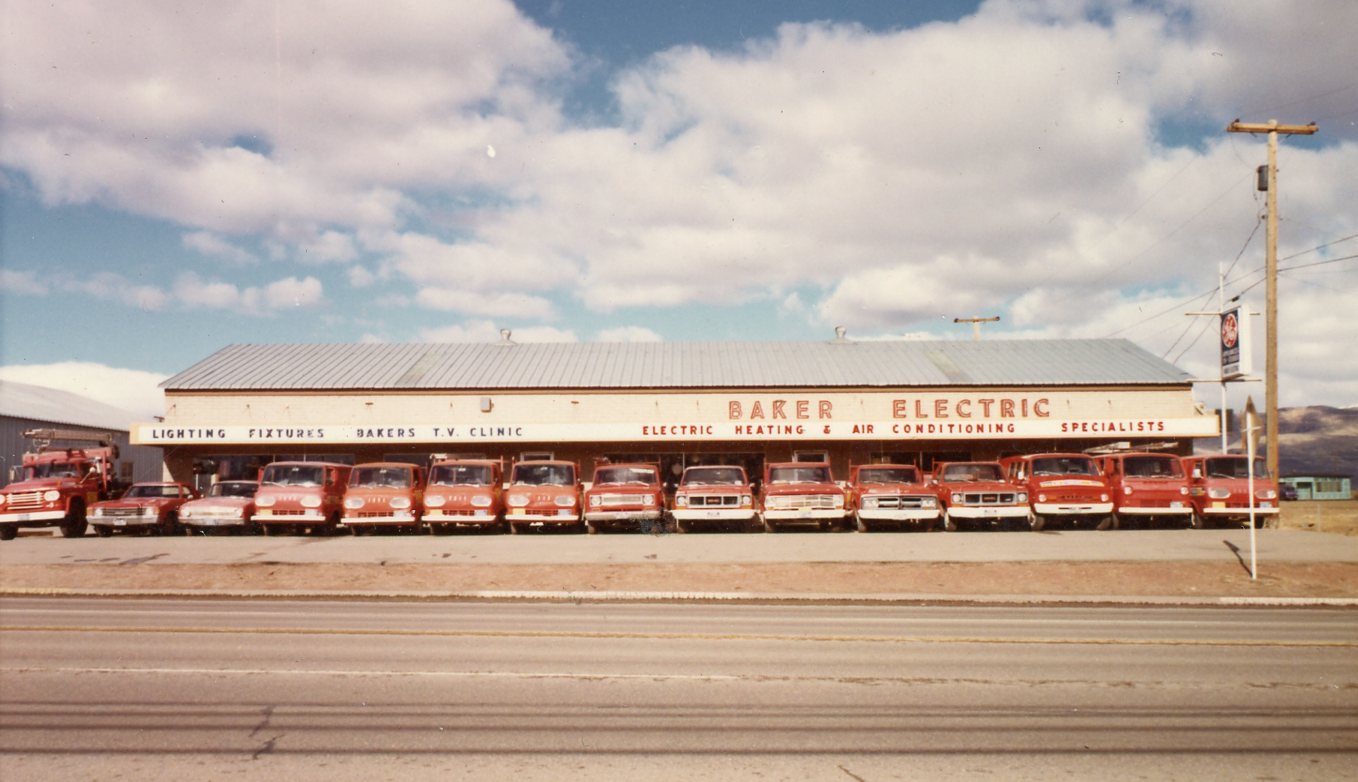 BAKER ELECTRIC
LIGHTING FIXTURES BAKERS T.V. CLINIC ELECTRIC HEATING & AIR CONDITIONING SPECIALISTS